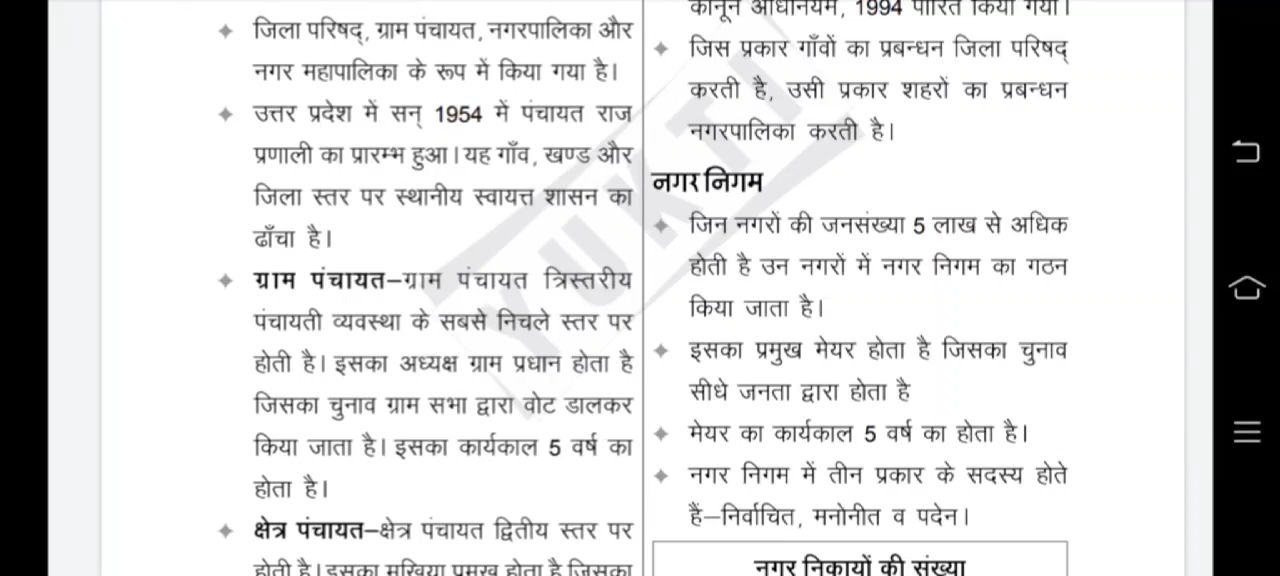 जिला परिषद्, ग्राम पंचायत, नगरपालिका और
नगर महापालिका के रूप में किया गया है।
उत्तर प्रदेश में सन् 1954 में पंचायत राज
प्रणाली का प्रारम्भ हुआ। यह गाँव, खण्ड और
जिला स्तर पर स्थानीय स्वायत्त शासन का
ढाँचा है।
ग्राम पंचायत–ग्राम पंचायत त्रिस्तरीय
पंचायती व्यवस्था के सबसे निचले स्तर पर
होती है। इसका अध्यक्ष ग्राम प्रधान होता है
जिसका चुनाव ग्राम सभा द्वारा वोट डालकर
किया जाता है। इसका कार्यकाल 5 वर्ष का
होता है।
क्षेत्र पंचायत–क्षेत्र पंचायत द्वितीय स्तर पर
होती है। इसका मुखिया प्रमुख होता है जिसका
कानून अधिनियम, 1994 पारित किया गया।
जिस प्रकार गाँवों का प्रबन्धन जिला परिषद्
करती है, उसी प्रकार शहरों का प्रबन्धन
नगरपालिका करती है।
नगर निगम
जिन नगरों की जनसंख्या 5 लाख से अधिक
होती है उन नगरों में नगर निगम का गठन
किया जाता है।
इसका प्रमुख मेयर होता है जिसका चुनाव
सीधे जनता द्वारा होता है
मेयर का कार्यकाल 5 वर्ष का होता है।
नगर निगम में तीन प्रकार के सदस्य होते
हैं–निर्वाचित, मनोनीत व पदेन।
नगर निकायों की संख्या
YUKTI